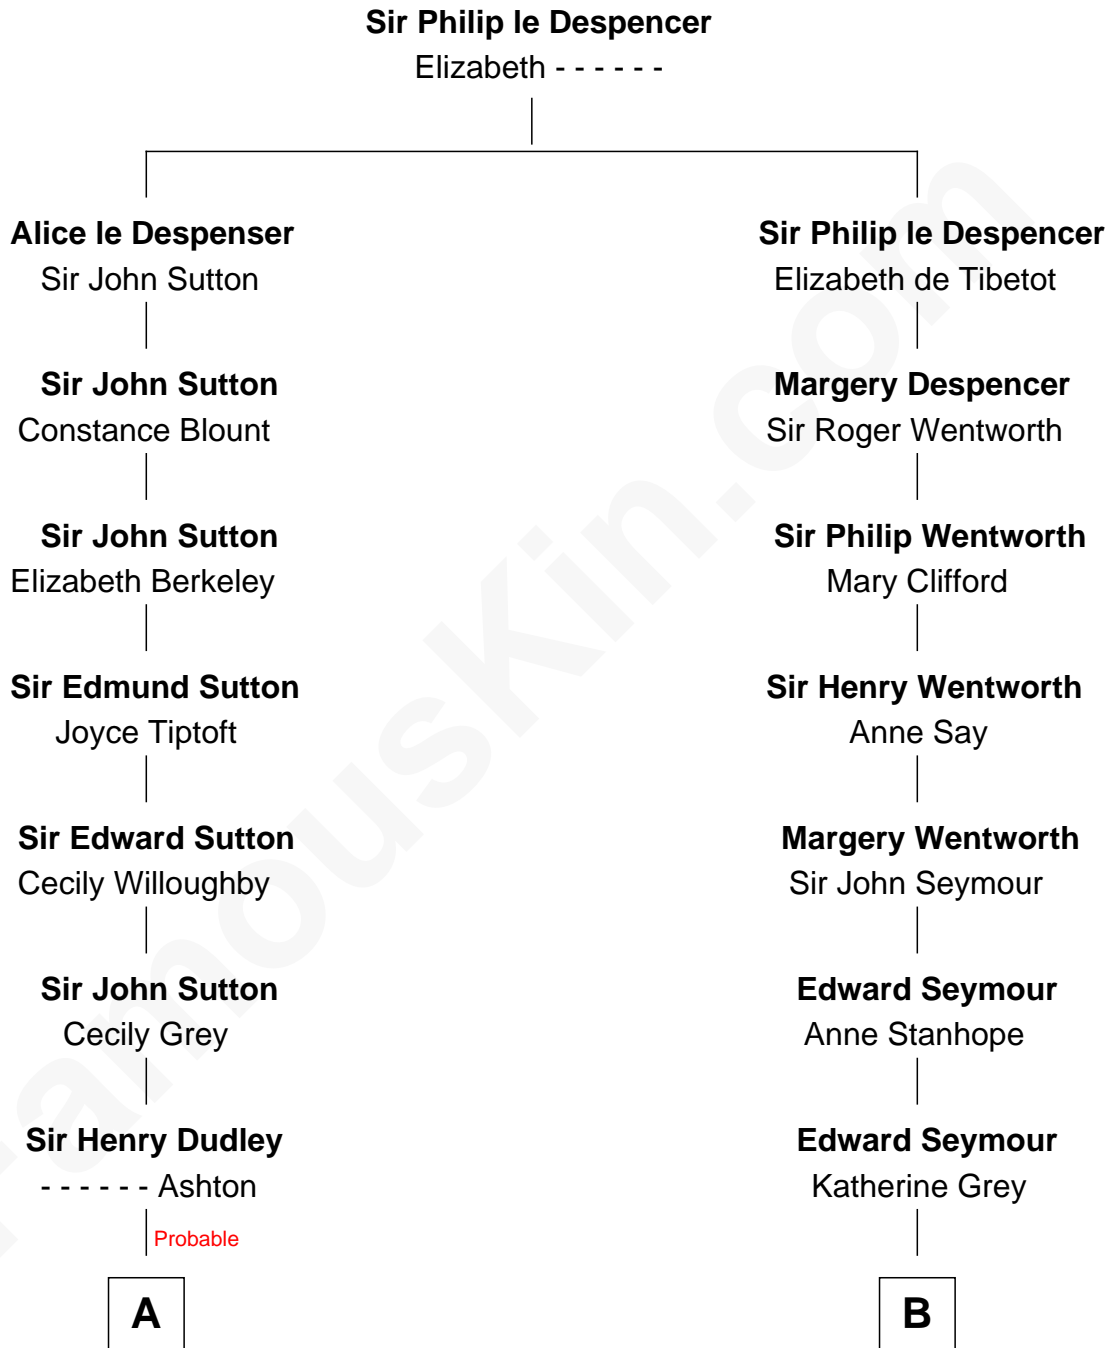 Sir Philip le Despencer
Elizabeth - - - - - -
Alice le Despenser
Sir John Sutton
Sir Philip le Despencer
Elizabeth de Tibetot
Sir John Sutton
Constance Blount
Margery Despencer
Sir Roger Wentworth
Sir John Sutton
Elizabeth Berkeley
Sir Philip Wentworth
Mary Clifford
Sir Edmund Sutton
Joyce Tiptoft
Sir Henry Wentworth
Anne Say
Sir Edward Sutton
Cecily Willoughby
Margery Wentworth
Sir John Seymour
Sir John Sutton
Cecily Grey
Edward Seymour
Anne Stanhope
Sir Henry Dudley
- - - - - - Ashton
Edward Seymour
Katherine Grey
Probable
A
B
FamousKin.com